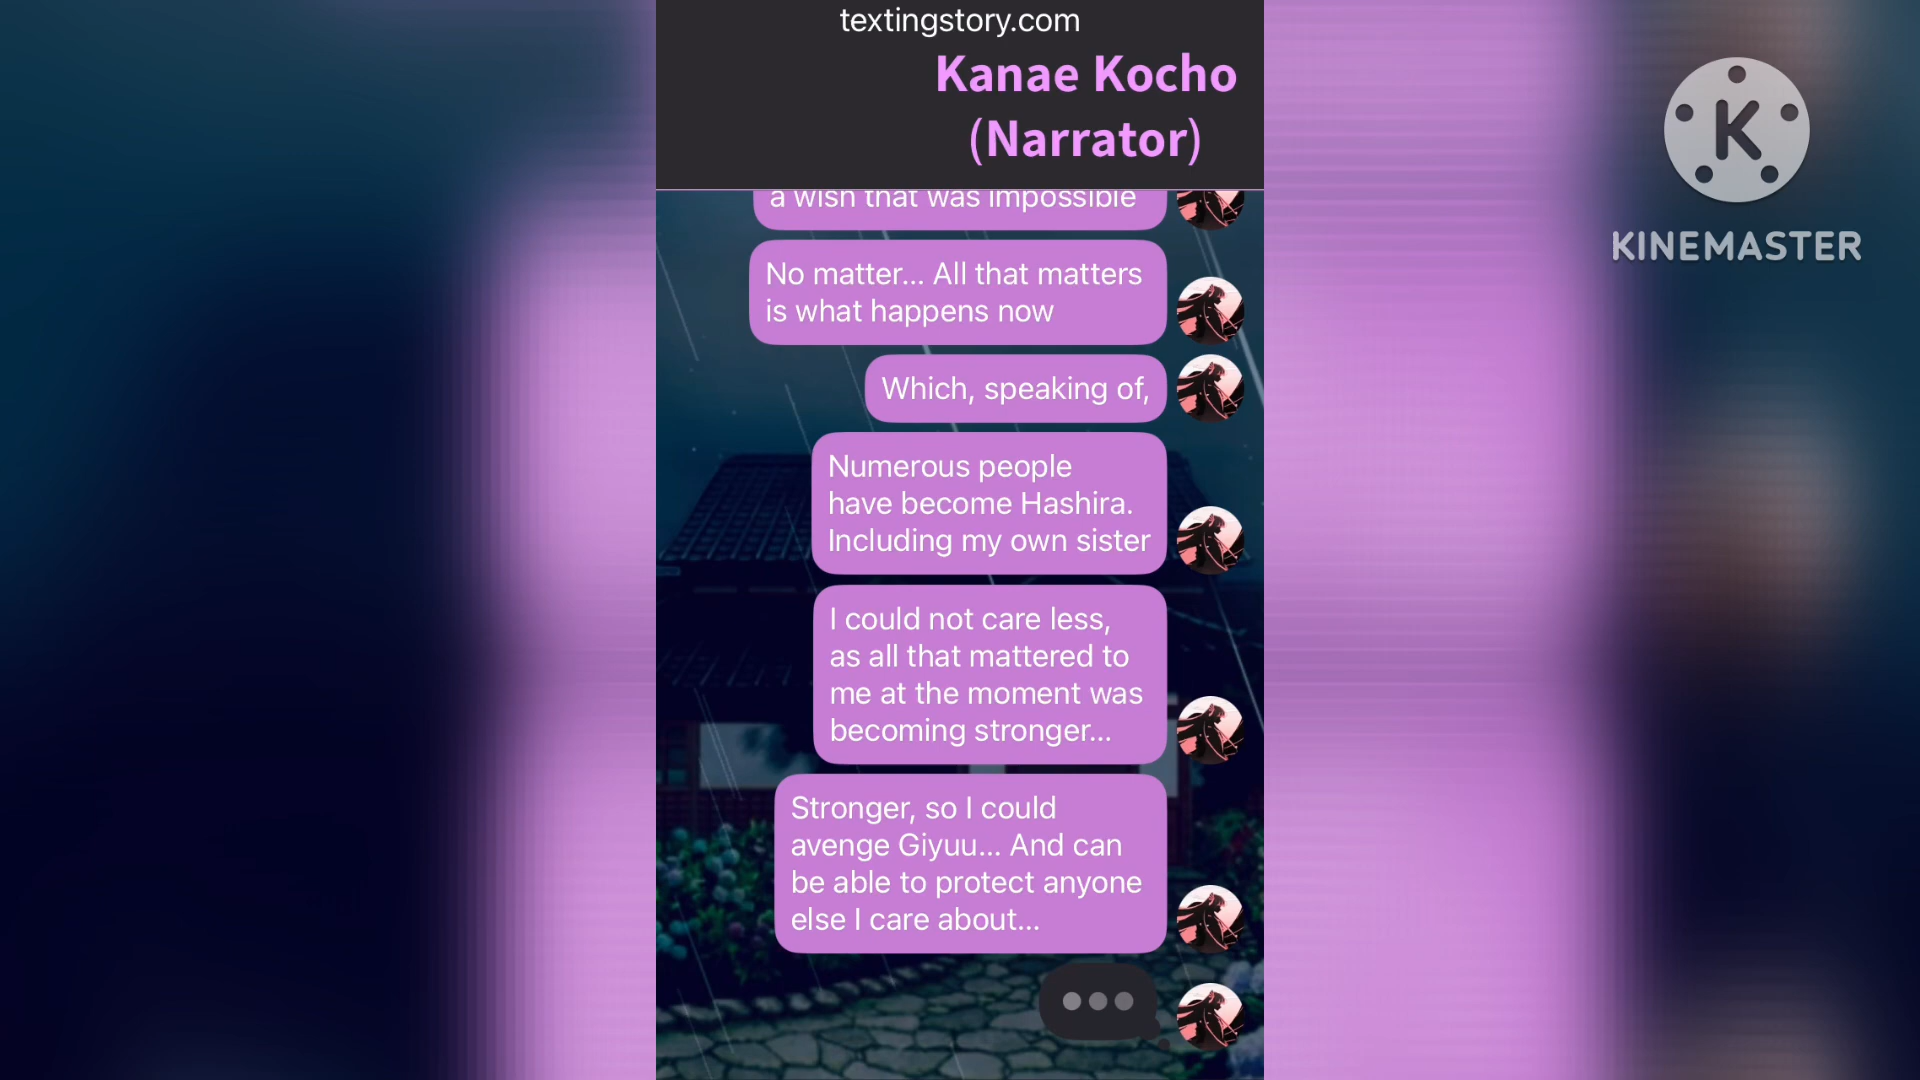 textingstory.com
Kanae Kocho
(Narrator)
a wish that was impossible
No matter... All that matters
is what happens now
Which, speaking of,
Numerous people
have become Hashira.
Including my own sister
I could not care less,
as all that mattered to
me at the moment was
becoming stronger...
Stronger, so I could
avenge Giyuu... And can
be able to protect anyone
else I care about...
K
KINEMASTER